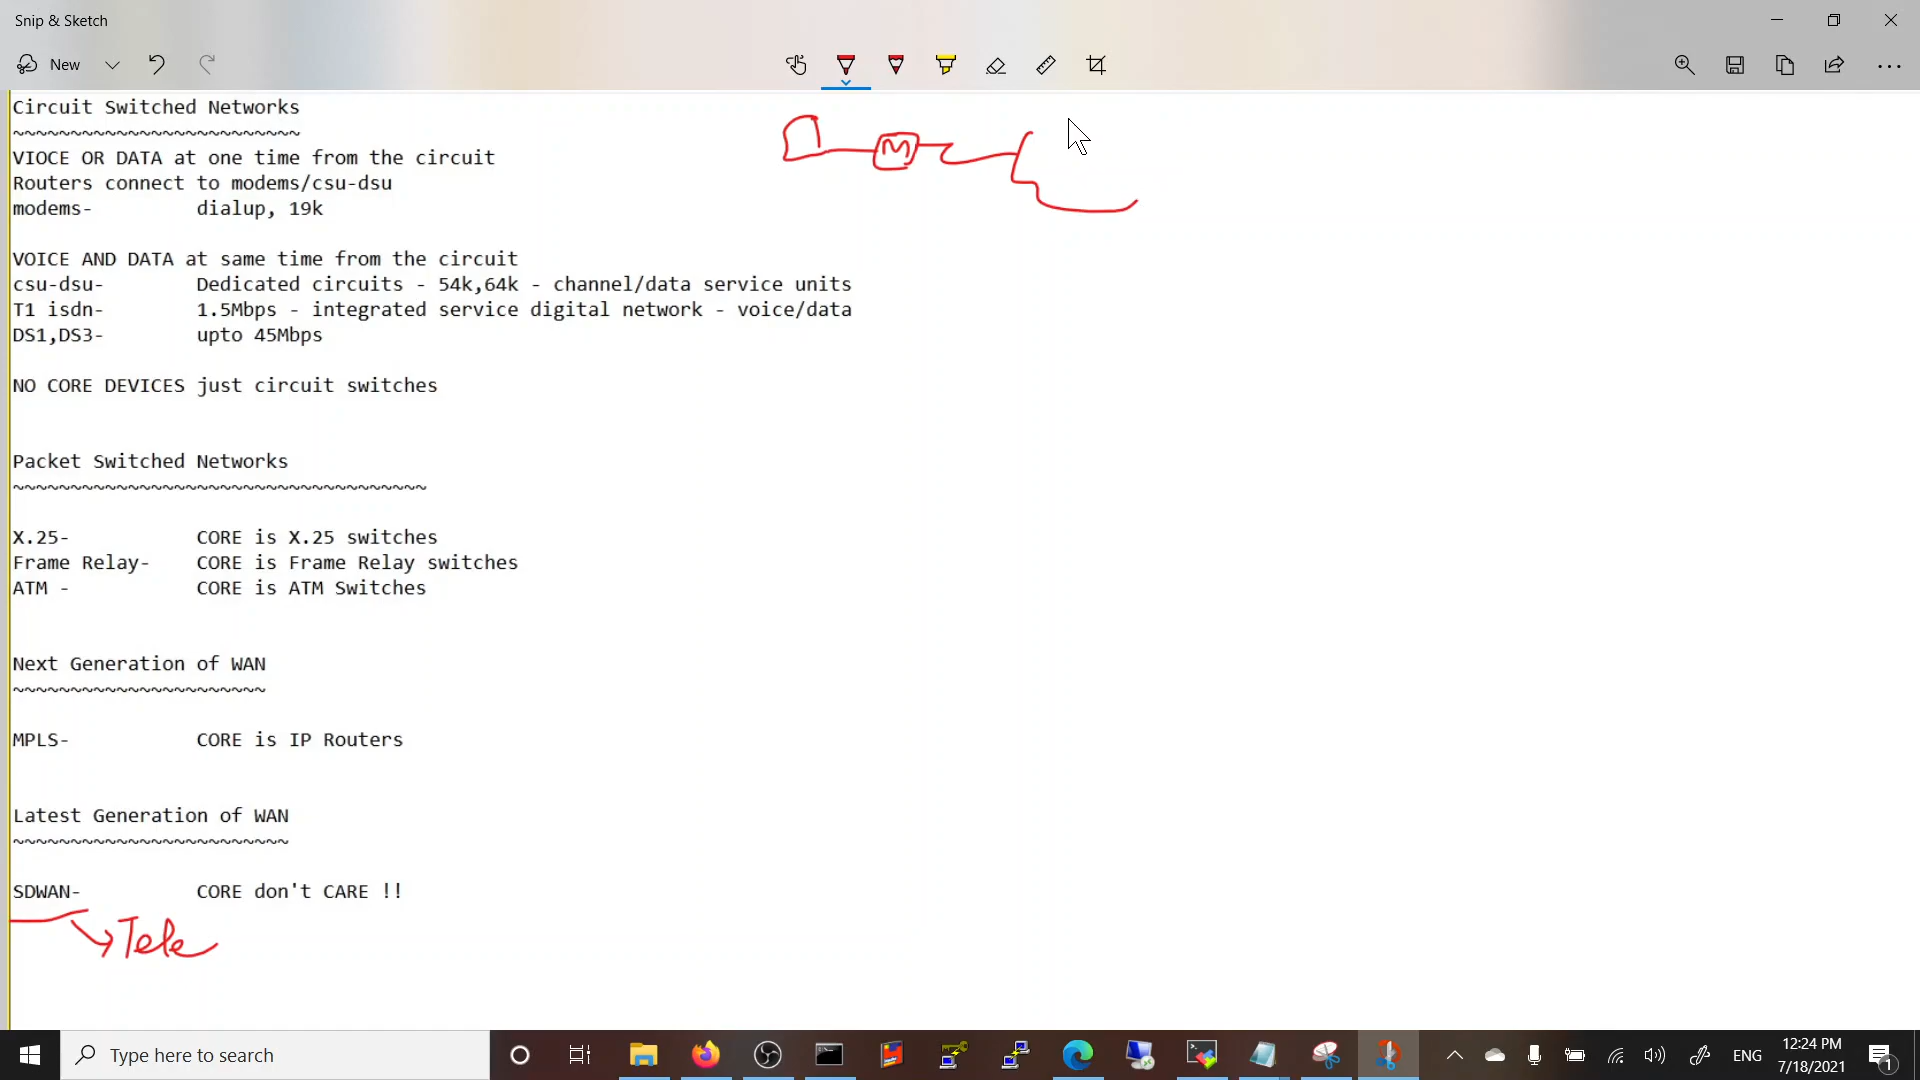 Snip & Sketch
New
Circuit Switched Networks
~~~~~~~~~~~~~~~~~~~~~~~~~
VIOCE OR DATA at one time from the circuit
Routers connect to modems/csu-dsu
modems- dialup, 19k
M
VOICE AND DATA at same time from the circuit
csu-dsu- Dedicated circuits - 54k,64k - channel/data service units
T1 isdn- 1.5Mbps - integrated service digital network - voice/data
DS1,DS3- upto 45Mbps
NO CORE DEVICES just circuit switches
Packet Switched Networks
~~~~~~~~~~~~~~~~~~~~~~~~~~~~~~~~~~~~
X.25- CORE is X.25 switches
Frame Relay- CORE is Frame Relay switches
ATM - CORE is ATM Switches
Next Generation of WAN
~~~~~~~~~~~~~~~~~~~~~~
MPLS- CORE is IP Routers
Latest Generation of WAN
~~~~~~~~~~~~~~~~~~~~~~~~
SDWAN- CORE don't CARE !!
Tele
Type here to search
ENG
12:24 PM
7/18/2021
1